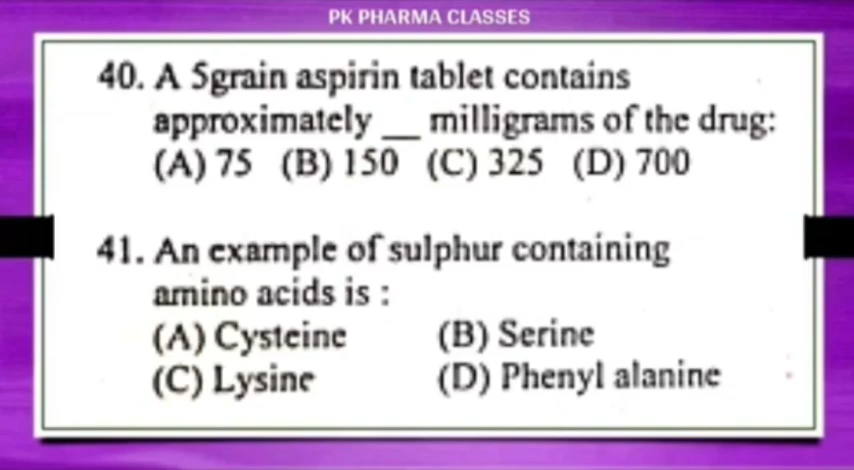 PK PHARMA CLASSES
40. A 5grain aspirin tablet contains
approximately __ milligrams of the drug:
(A) 75 (B) 150 (C) 325 (D) 700
41. An example of sulphur containing
amino acids is :
(A) Cysteine (B) Serine
(C) Lysine (D) Phenyl alanine